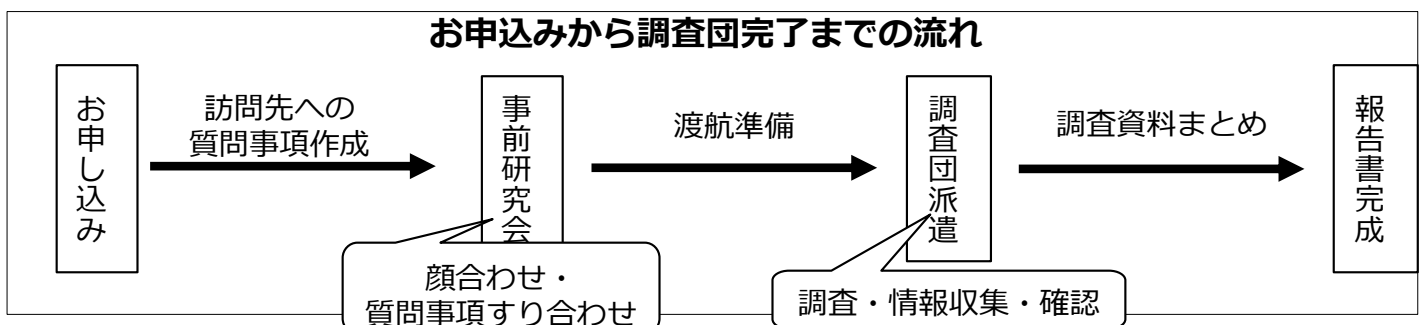 お申込みから調査団完了までの流れ
お申し込み
訪問先への
質問事項作成
事前研究会
顔合わせ・
質問事項すり合わせ
渡航準備
調査団派遣
調査・情報収集・確認
調査資料まとめ
報告書完成